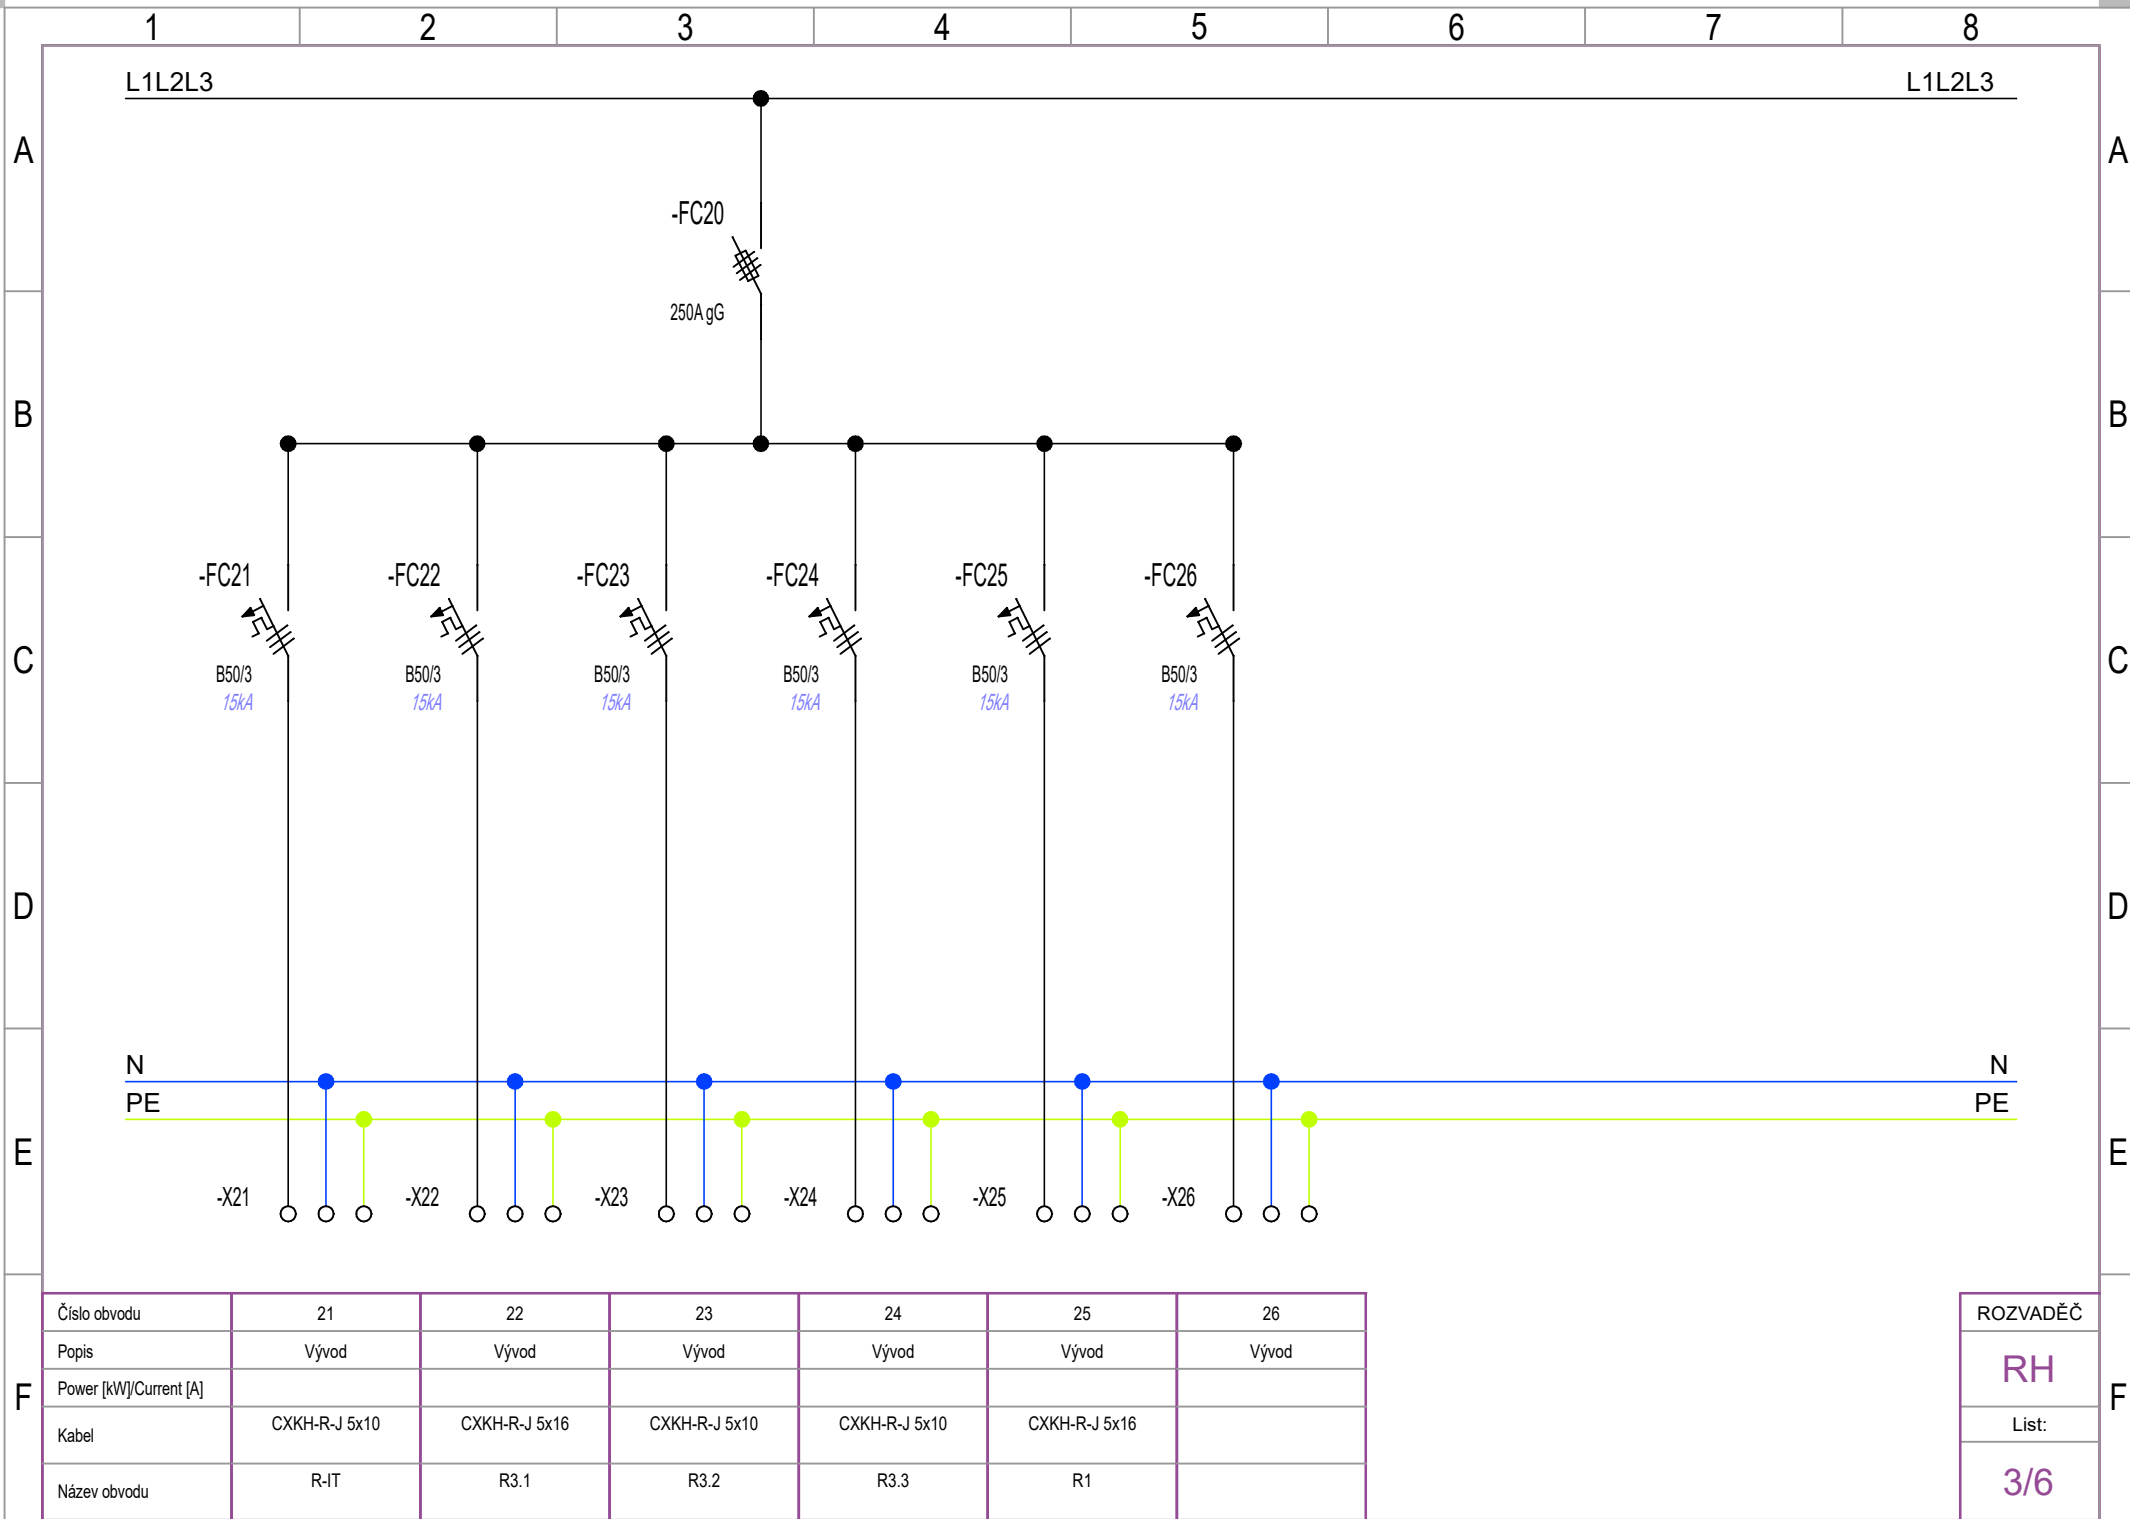 1 2 3 4 5 6 7 8
L1L2L3 L1L2L3
A A
-FC20
250A gG
B B
-FC21 -FC22 -FC23 -FC24 -FC25 -FC26
C C
B50/3 B50/3 B50/3 B50/3 B50/3 B50/3
15kA 15kA 15kA 15kA 15kA 15kA
D D
N N
PE PE
E E
-X21 -X22 -X23 -X24 -X25 -X26
Číslo obvodu 21 22 23 24 25 26
Popis Vývod Vývod Vývod Vývod Vývod Vývod
Power [kW]/Current [A]
F F
Kabel CXKH-R-J 5x10 CXKH-R-J 5x16 CXKH-R-J 5x10 CXKH-R-J 5x10 CXKH-R-J 5x16
Název obvodu R-IT R3.1 R3.2 R3.3 R1
ROZVADĚČ
RH
List:
3/6